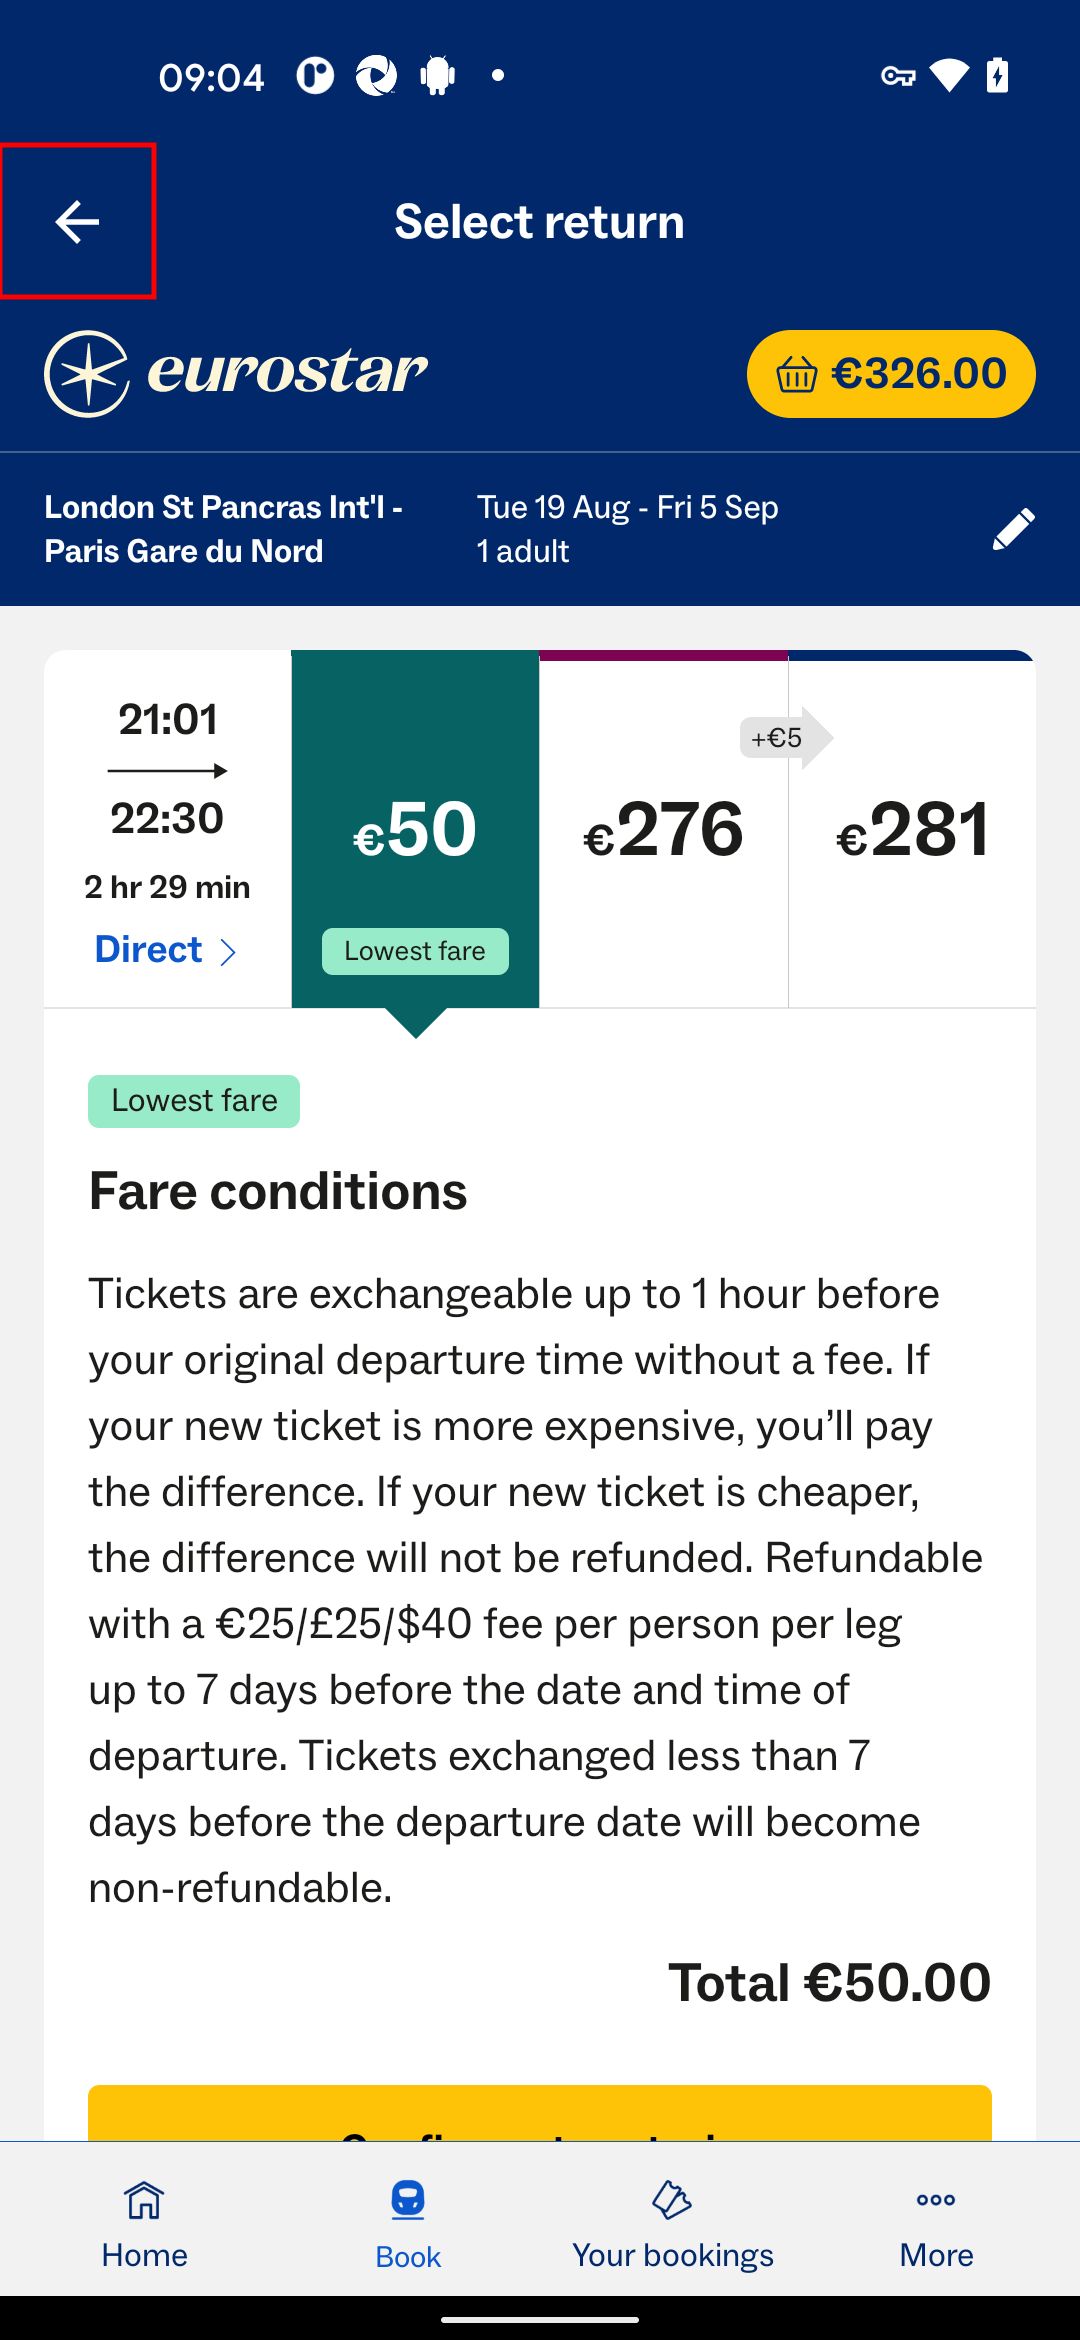 09:04
Select return
eurostar
€326.00
London St Pancras Int'l -
Paris Gare du Nord
Tue 19 Aug - Fri 5 Sep
1 adult
21:01
22:30
2 hr 29 min
Direct
€50
Lowest fare
€276
+€5
€281
Lowest fare
Fare conditions
Tickets are exchangeable up to 1 hour before
your original departure time without a fee. If
your new ticket is more expensive, you’ll pay
the difference. If your new ticket is cheaper,
the difference will not be refunded. Refundable
with a €25/£25/$40 fee per person per leg
up to 7 days before the date and time of
departure. Tickets exchanged less than 7
days before the departure date will become
non-refundable.
Total €50.00
Home
Book
Your bookings
More